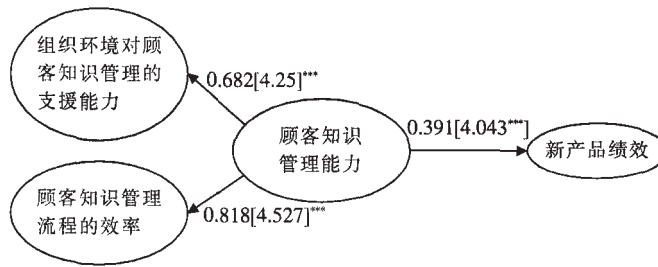 组织环境对顾
客知识管理的
支援能力
0.682[4.25]***
顾客知识
管理能力
0.391[4.043***]
新产品绩效
顾客知识管理
流程的效率
0.818[4.527]***